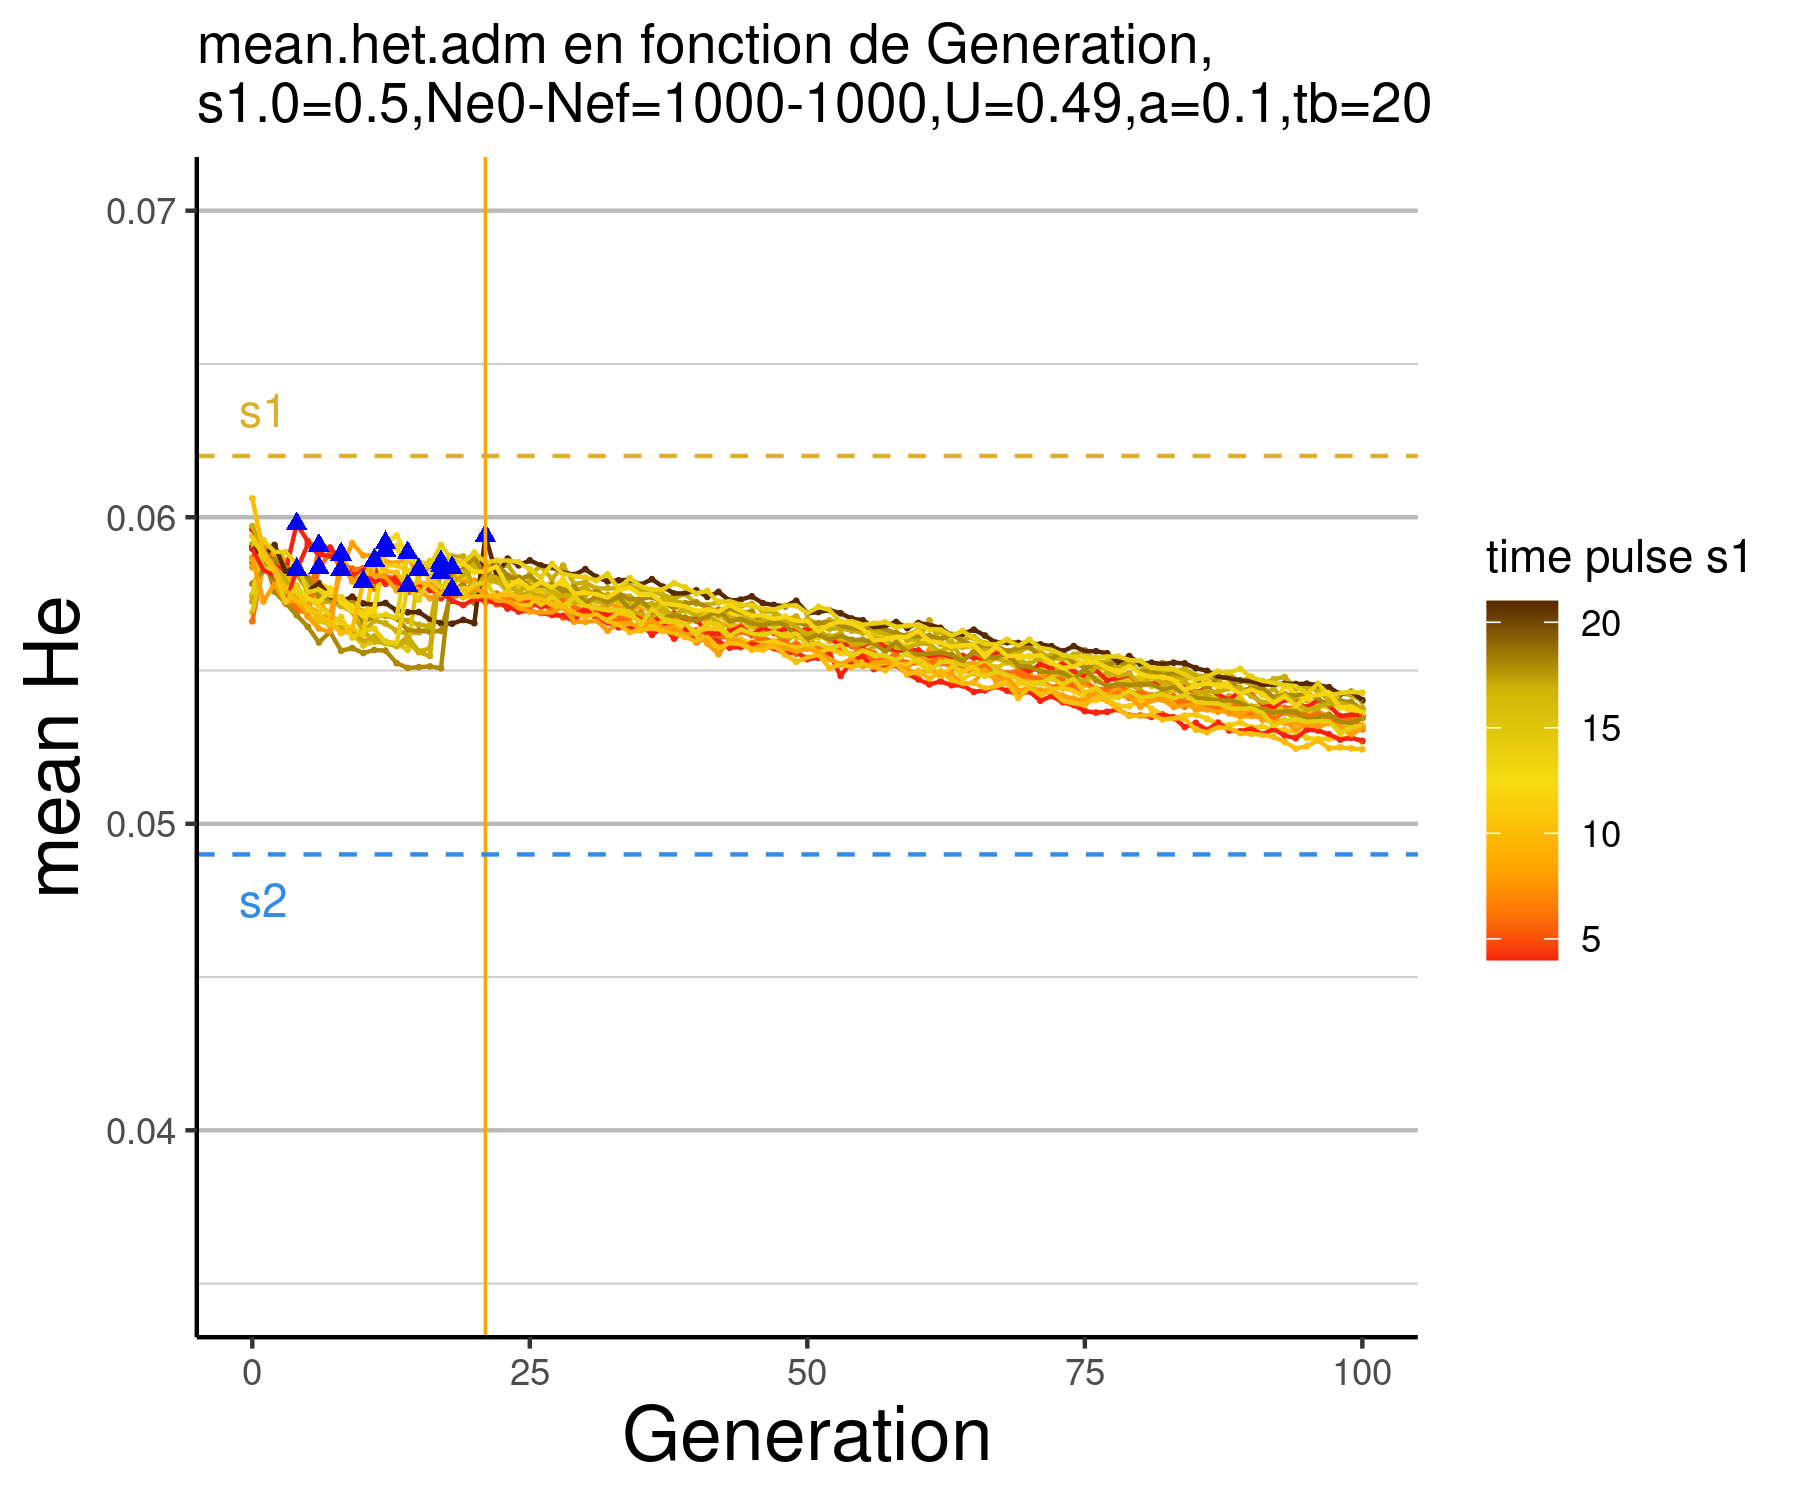 mean.het.adm en fonction de Generation,
s1.0=0.5,Ne0-Nef=1000-1000,U=0.49,a=0.1,tb=20
mean He
0.07
0.06
0.05
0.04
s1
s2
0 25 50 75 100
Generation
time pulse s1
20
15
10
5